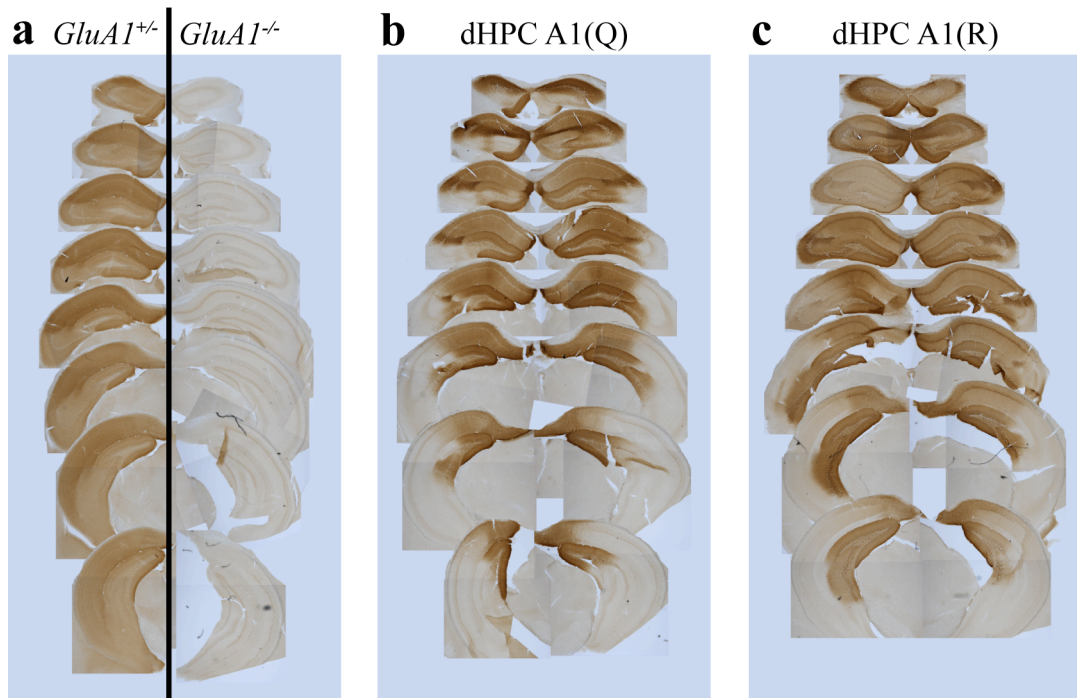 a GluA1+/- GluA1-/-
b dHPC A1(Q)
c dHPC A1(R)